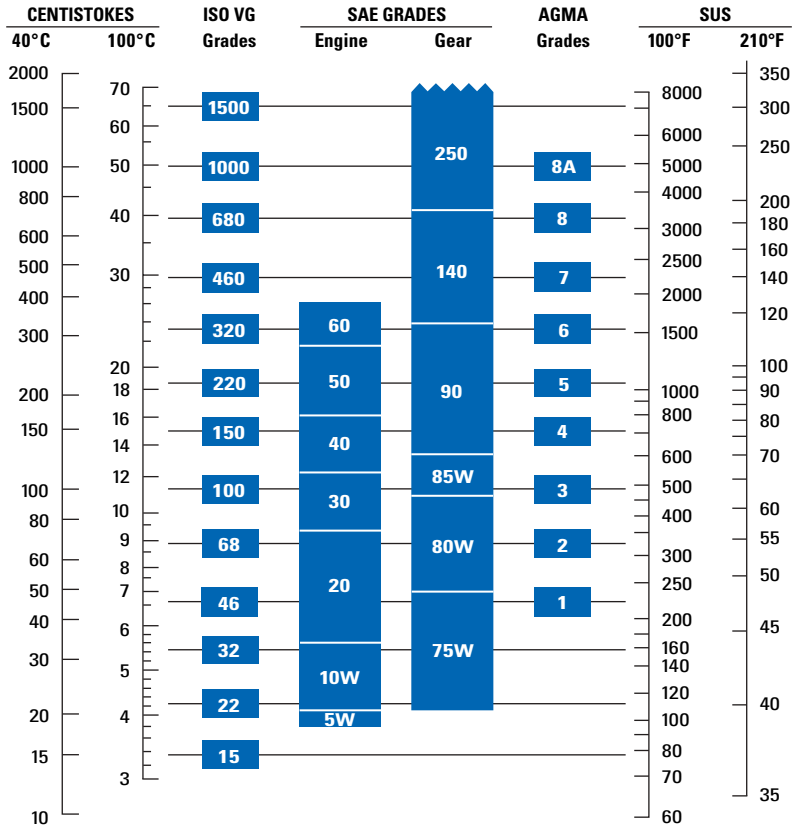 CENTISTOKES ISO VG SAE GRADES AGMA SUS
40°C 100°C Grades Engine Gear Grades 100°F 210°F
2000 350
70 8000
1500 1500 300
60 6000
250 250
1000 50 1000 8A 5000
800 4000
200
40 680 8 3000 180
600
160
500 2500
30 460 140 7 140
400 2000
120
300 320 60 6 1500
20 100
18 220 50 5
200 90 1000 90
16 800
80
150 150 40 4
14 600 70
12 85W
100 100 30 3 500
10 400 60
80
9 68 80W 2 55
60 8 300
50 7 20 250 50
46 1
40 200
6 45
32 75W 160
30 5 10W 140
120
22 40
20 4 5W 100
15 15 80
3 70
35
10 60